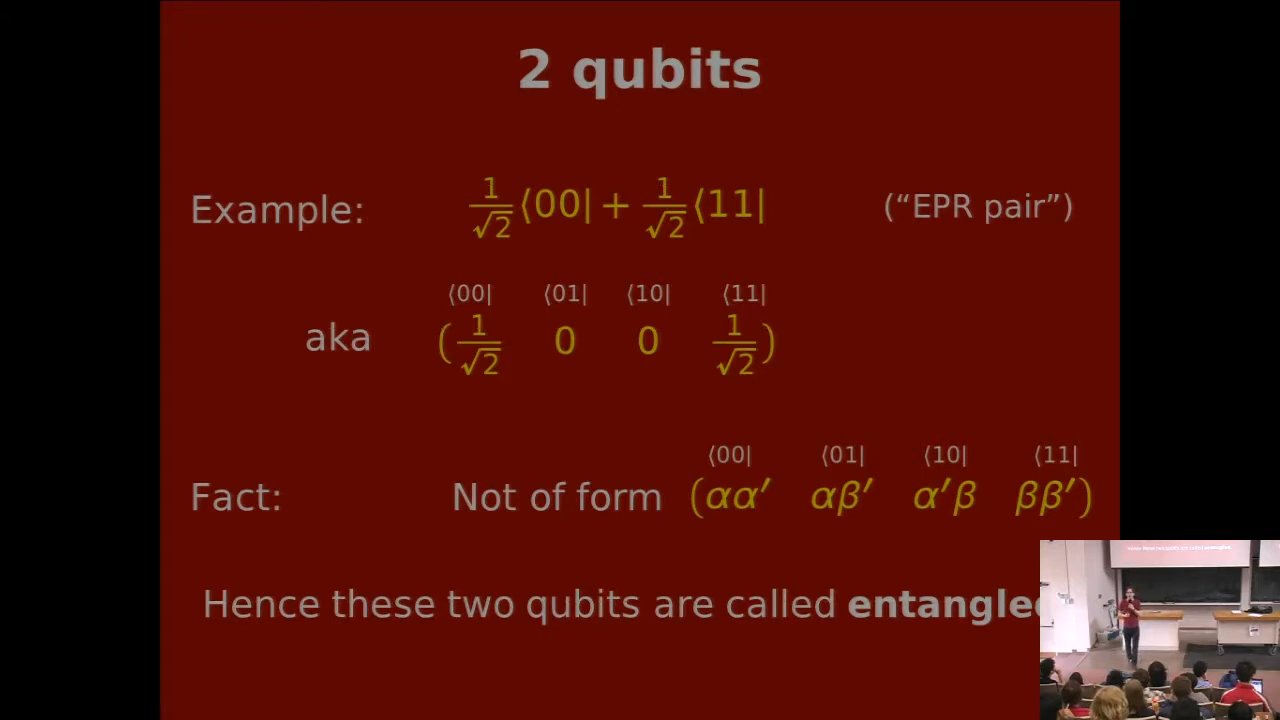 2 qubits
Example: 1/√2 ⟨00| + 1/√2 ⟨11| (“EPR pair”)
⟨00| ⟨01| ⟨10| ⟨11|
aka (1/√2 0 0 1/√2)
⟨00| ⟨01| ⟨10| ⟨11|
Fact: Not of form (αα′ αβ′ α′β ββ′)
Hence these two qubits are called entangled